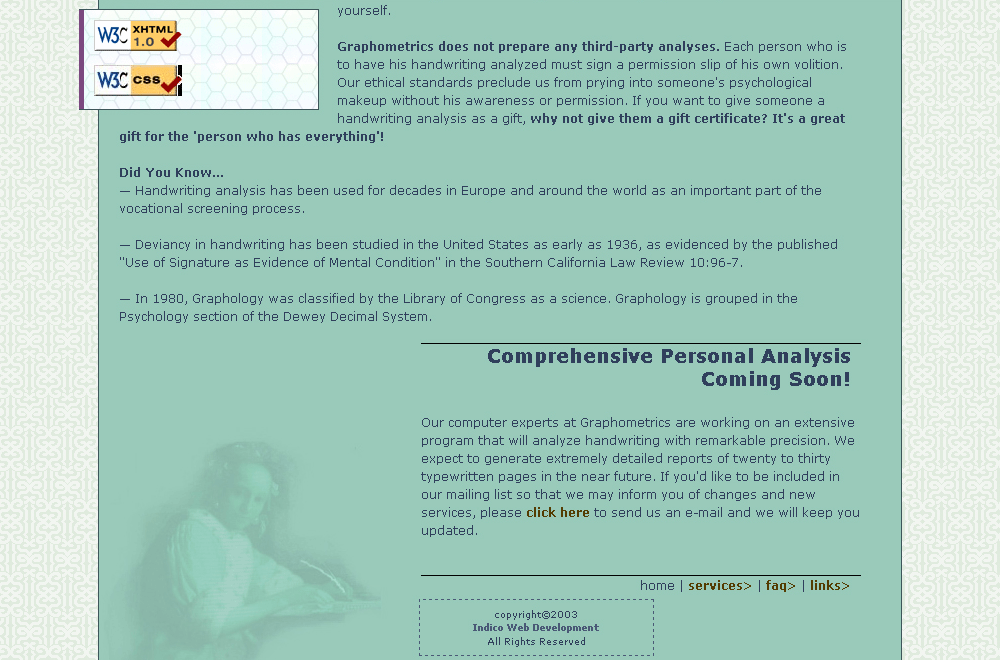 W3C XHTML 1.0
W3C css
yourself.
Graphometrics does not prepare any third-party analyses. Each person who is
to have his handwriting analyzed must sign a permission slip of his own volition.
Our ethical standards preclude us from prying into someone's psychological
makeup without his awareness or permission. If you want to give someone a
handwriting analysis as a gift, why not give them a gift certificate? It's a great
gift for the 'person who has everything'!
Did You Know...
— Handwriting analysis has been used for decades in Europe and around the world as an important part of the
vocational screening process.
— Deviancy in handwriting has been studied in the United States as early as 1936, as evidenced by the published
"Use of Signature as Evidence of Mental Condition" in the Southern California Law Review 10:96-7.
— In 1980, Graphology was classified by the Library of Congress as a science. Graphology is grouped in the
Psychology section of the Dewey Decimal System.
Comprehensive Personal Analysis
Coming Soon!
Our computer experts at Graphometrics are working on an extensive
program that will analyze handwriting with remarkable precision. We
expect to generate extremely detailed reports of twenty to thirty
typewritten pages in the near future. If you'd like to be included in
our mailing list so that we may inform you of changes and new
services, please click here to send us an e-mail and we will keep you
updated.
home | services> | faq> | links>
copyright©2003
Indico Web Development
All Rights Reserved